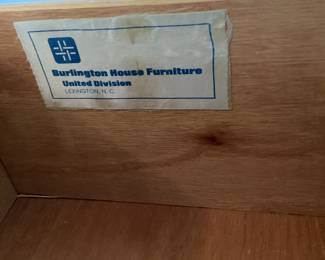 Burlington House Furniture
United Division
LEXINGTON, N. C.